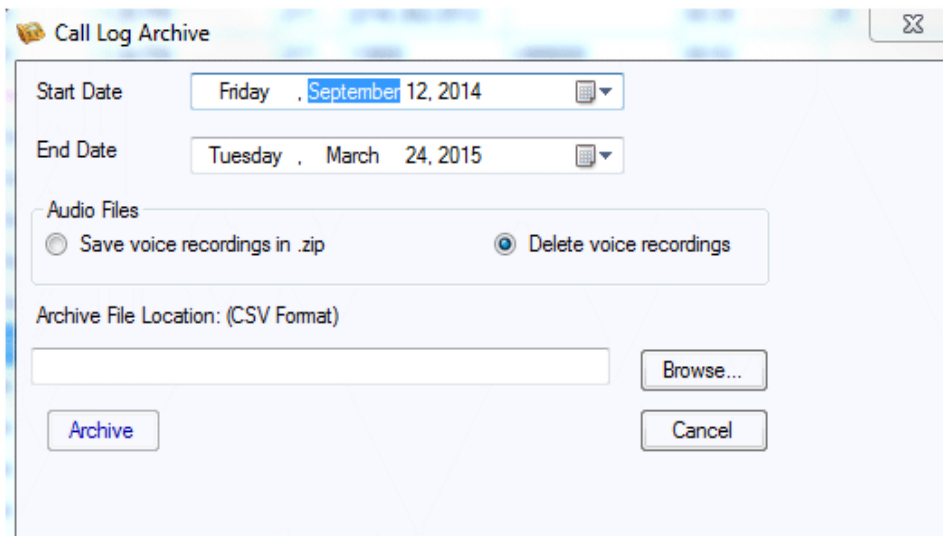 Call Log Archive
Start Date Friday , September 12, 2014
End Date Tuesday , March 24, 2015
Audio Files
Save voice recordings in .zip Delete voice recordings
Archive File Location: (CSV Format)
Browse...
Archive Cancel